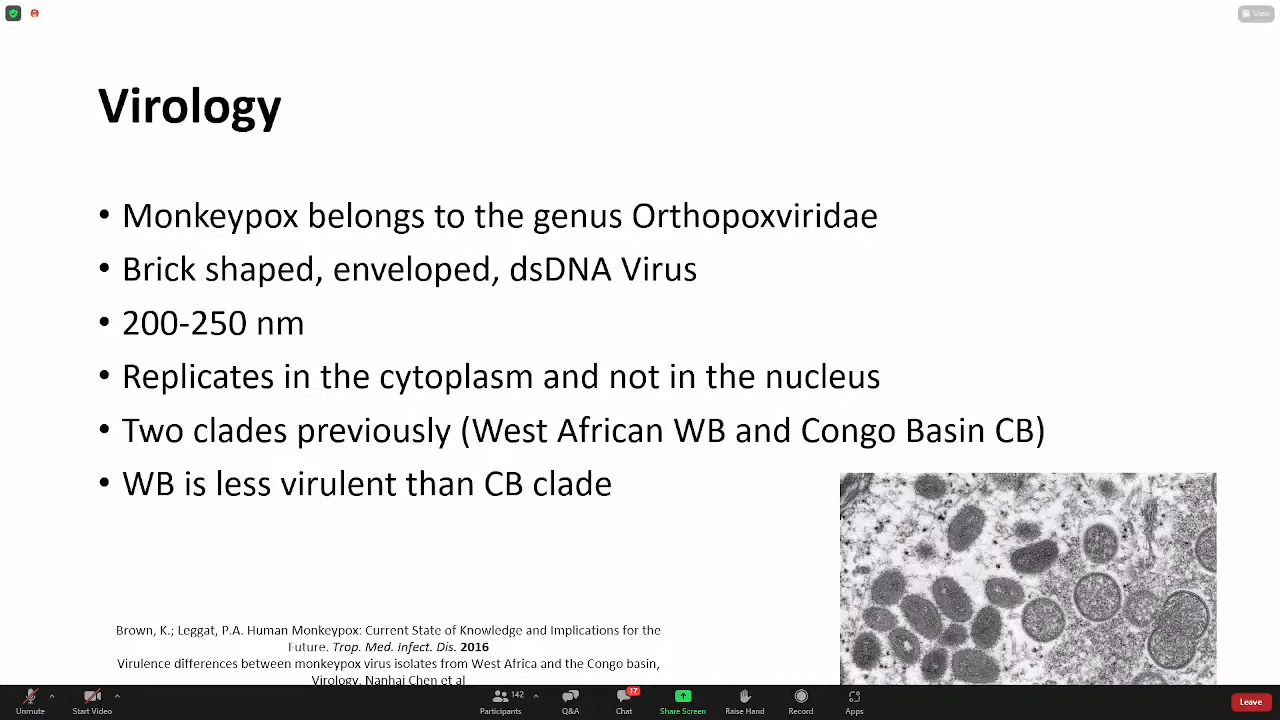 View
Virology
• Monkeypox belongs to the genus Orthopoxviridae
• Brick shaped, enveloped, dsDNA Virus
• 200-250 nm
• Replicates in the cytoplasm and not in the nucleus
• Two clades previously (West African WB and Congo Basin CB)
• WB is less virulent than CB clade
Brown, K.; Leggat, P.A. Human Monkeypox: Current State of Knowledge and Implications for the
Future. Trop. Med. Infect. Dis. 2016
Virulence differences between monkeypox virus isolates from West Africa and the Congo basin,
Virology, Nanhai Chen et al
Unmute
Start Video
142
Participants
Q&A
17
Chat
Share Screen
Raise Hand
Record
Apps
Leave